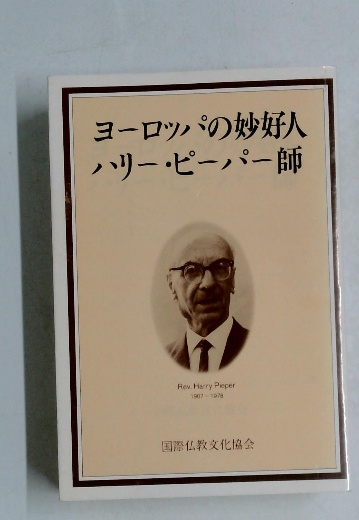 ヨーロッパの妙好人
ハリー・ピーパー師
Rev. Harry Pieper
1907－1978
国際仏教文化協会